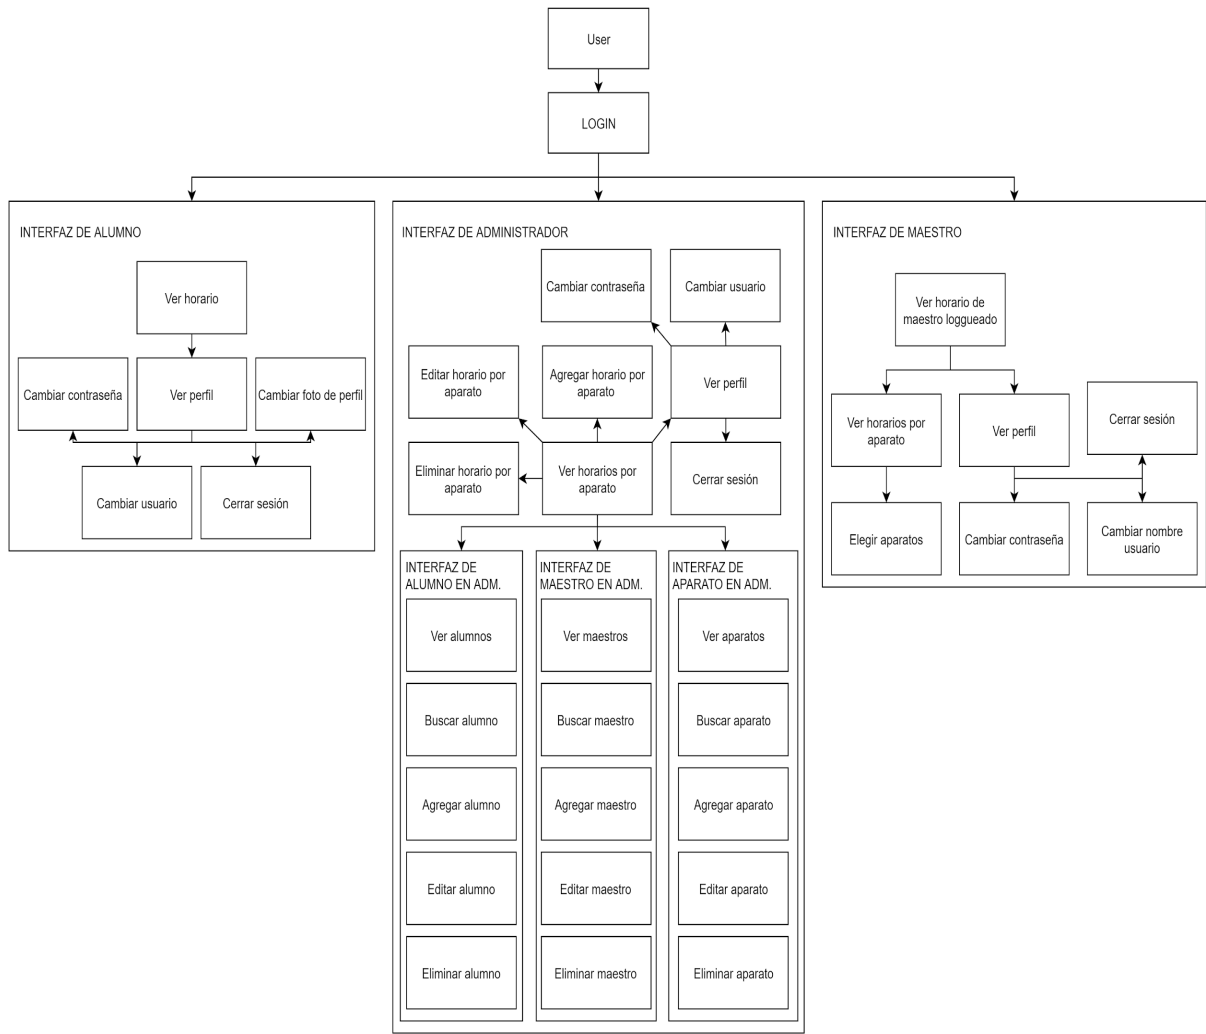 User
LOGIN
INTERFAZ DE ALUMNO
Ver horario
Cambiar contraseña
Ver perfil
Cambiar foto de perfil
Cambiar usuario
Cerrar sesión
INTERFAZ DE ADMINISTRADOR
Cambiar contraseña
Cambiar usuario
Editar horario por
aparato
Agregar horario por
aparato
Ver perfil
Eliminar horario por
aparato
Ver horarios por
aparato
Cerrar sesión
INTERFAZ DE
ALUMNO EN ADM.
Ver alumnos
Buscar alumno
Agregar alumno
Editar alumno
Eliminar alumno
INTERFAZ DE
MAESTRO EN ADM.
Ver maestros
Buscar maestro
Agregar maestro
Editar maestro
Eliminar maestro
INTERFAZ DE
APARATO EN ADM.
Ver aparatos
Buscar aparato
Agregar aparato
Editar aparato
Eliminar aparato
INTERFAZ DE MAESTRO
Ver horario de
maestro loggueado
Ver horarios por
aparato
Ver perfil
Cerrar sesión
Elegir aparatos
Cambiar contraseña
Cambiar nombre
usuario